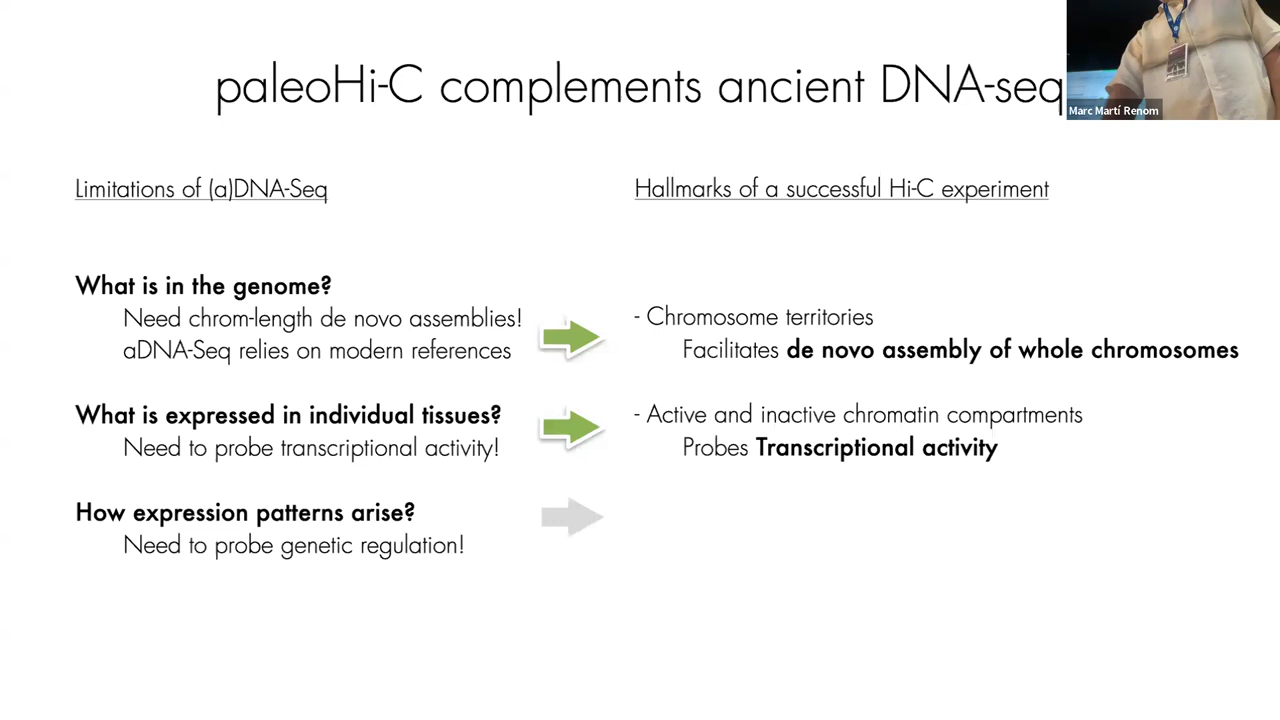 paleoHi-C complements ancient DNA-seq
Marc Martí Renom
Limitations of (a)DNA-Seq
Hallmarks of a successful Hi-C experiment
What is in the genome?
Need chrom-length de novo assemblies!
aDNA-Seq relies on modern references
- Chromosome territories
Facilitates de novo assembly of whole chromosomes
What is expressed in individual tissues?
Need to probe transcriptional activity!
- Active and inactive chromatin compartments
Probes Transcriptional activity
How expression patterns arise?
Need to probe genetic regulation!